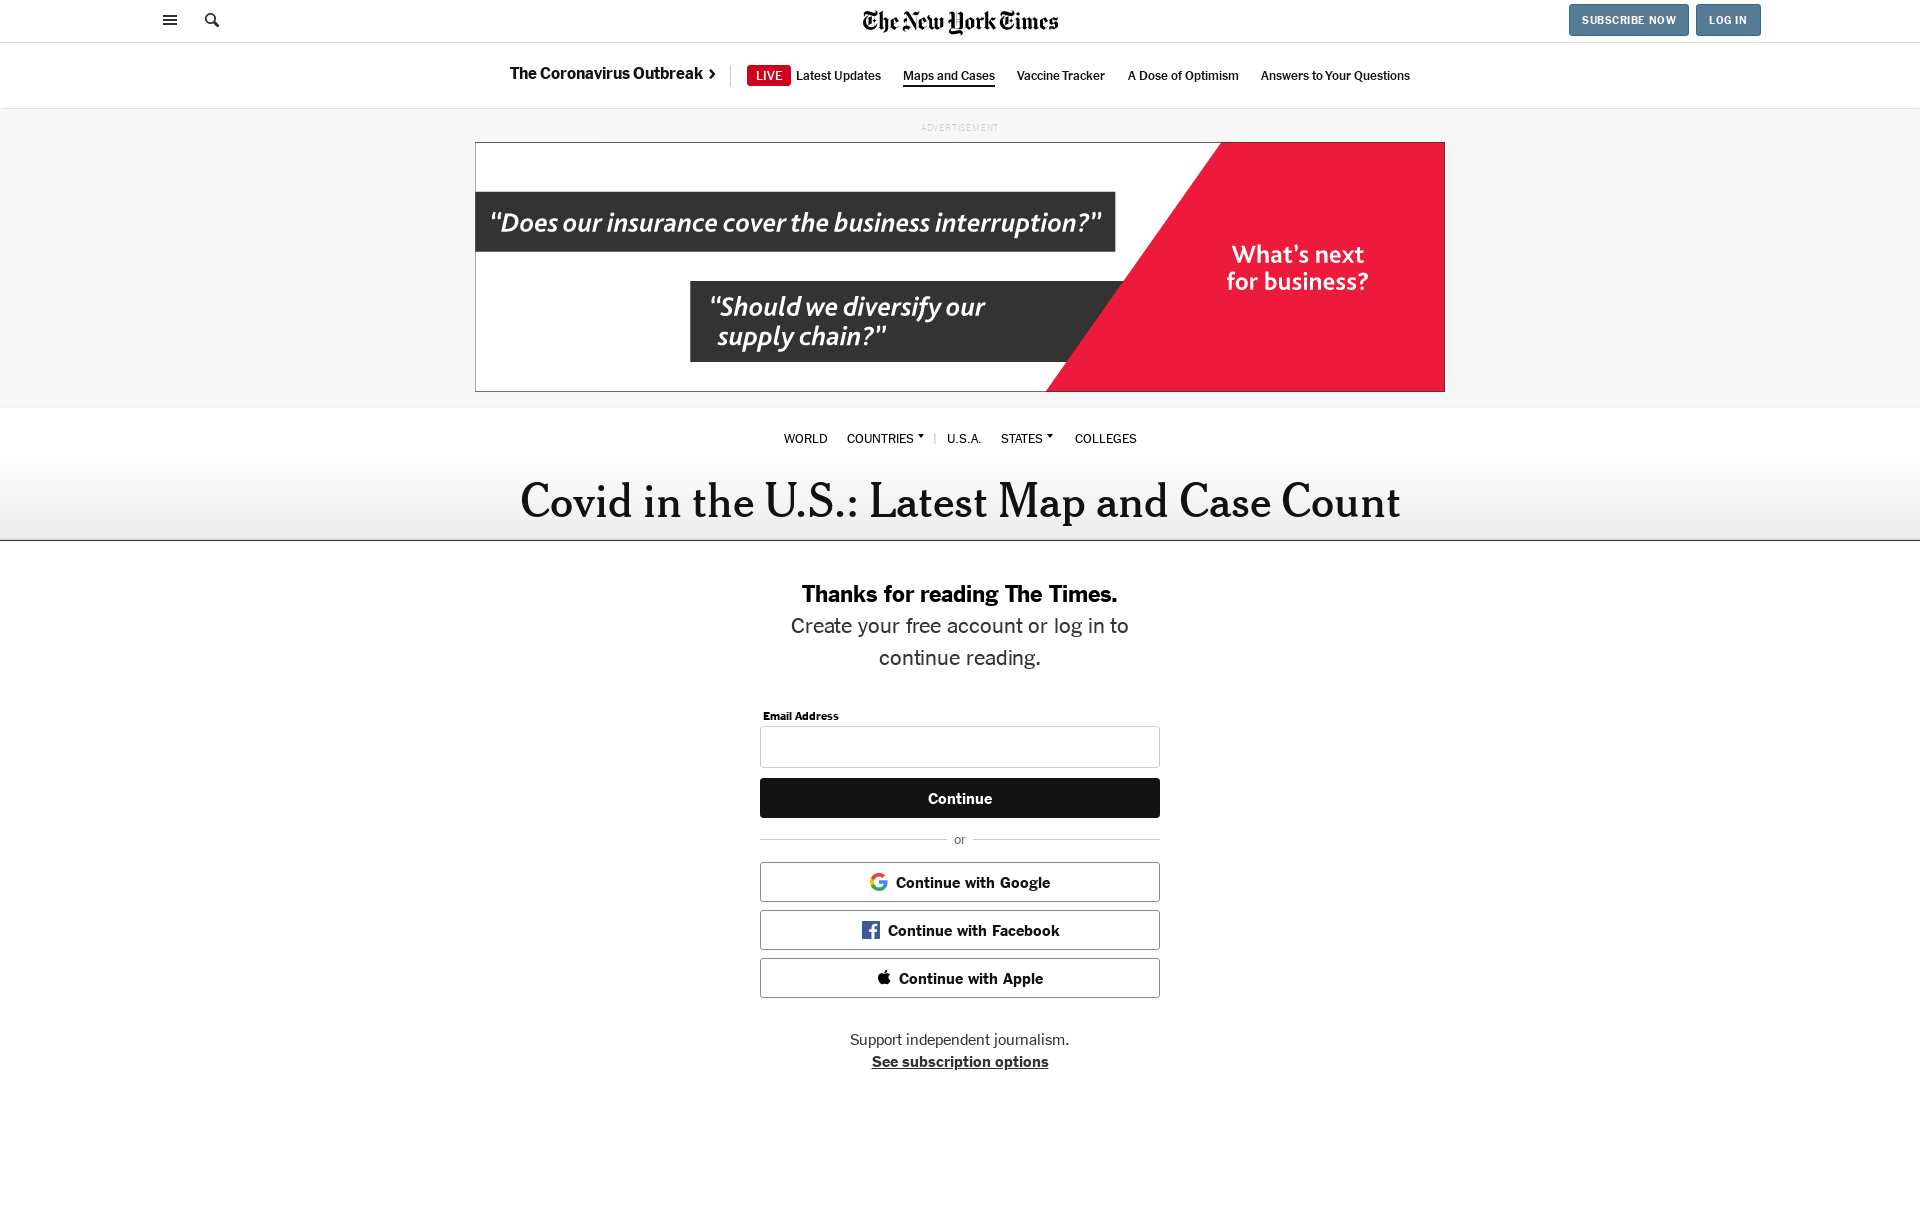 The New York Times
SUBSCRIBE NOW
LOG IN
The Coronavirus Outbreak ›
LIVE Latest Updates
Maps and Cases
Vaccine Tracker
A Dose of Optimism
Answers to Your Questions
ADVERTISEMENT
“Does our insurance cover the business interruption?”
“Should we diversify our
supply chain?”
What’s next
for business?
WORLD COUNTRIES | U.S.A. STATES COLLEGES
Covid in the U.S.: Latest Map and Case Count
Thanks for reading The Times.
Create your free account or log in to
continue reading.
Email Address
Continue
or
Continue with Google
Continue with Facebook
Continue with Apple
Support independent journalism.
See subscription options